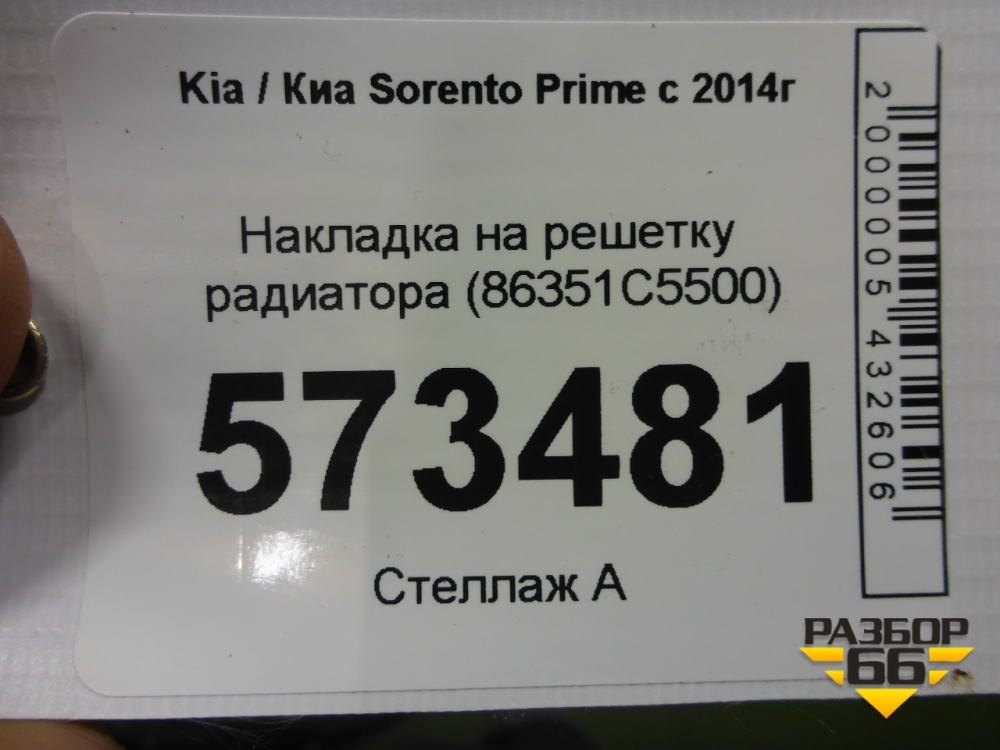 Kia / Киа Sorento Prime с 2014г
Накладка на решетку
радиатора (86351C5500)
573481
Стеллаж А
2000005432606
РАЗБОР
66